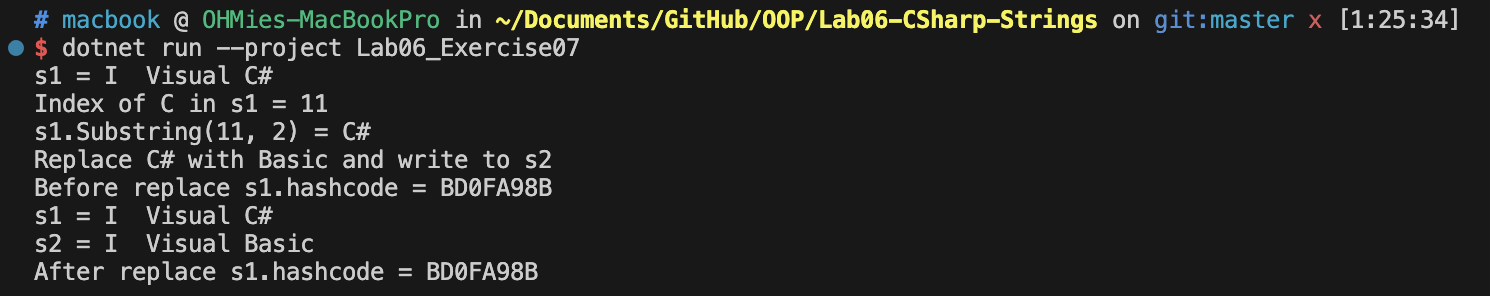 # macbook @ OHMies-MacBookPro in ~/Documents/GitHub/OOP/Lab06-CSharp-Strings on git:master x [1:25:34]
$ dotnet run --project Lab06_Exercise07
s1 = I  Visual C#
Index of C in s1 = 11
s1.Substring(11, 2) = C#
Replace C# with Basic and write to s2
Before replace s1.hashcode = BD0FA98B
s1 = I  Visual C#
s2 = I  Visual Basic
After replace s1.hashcode = BD0FA98B